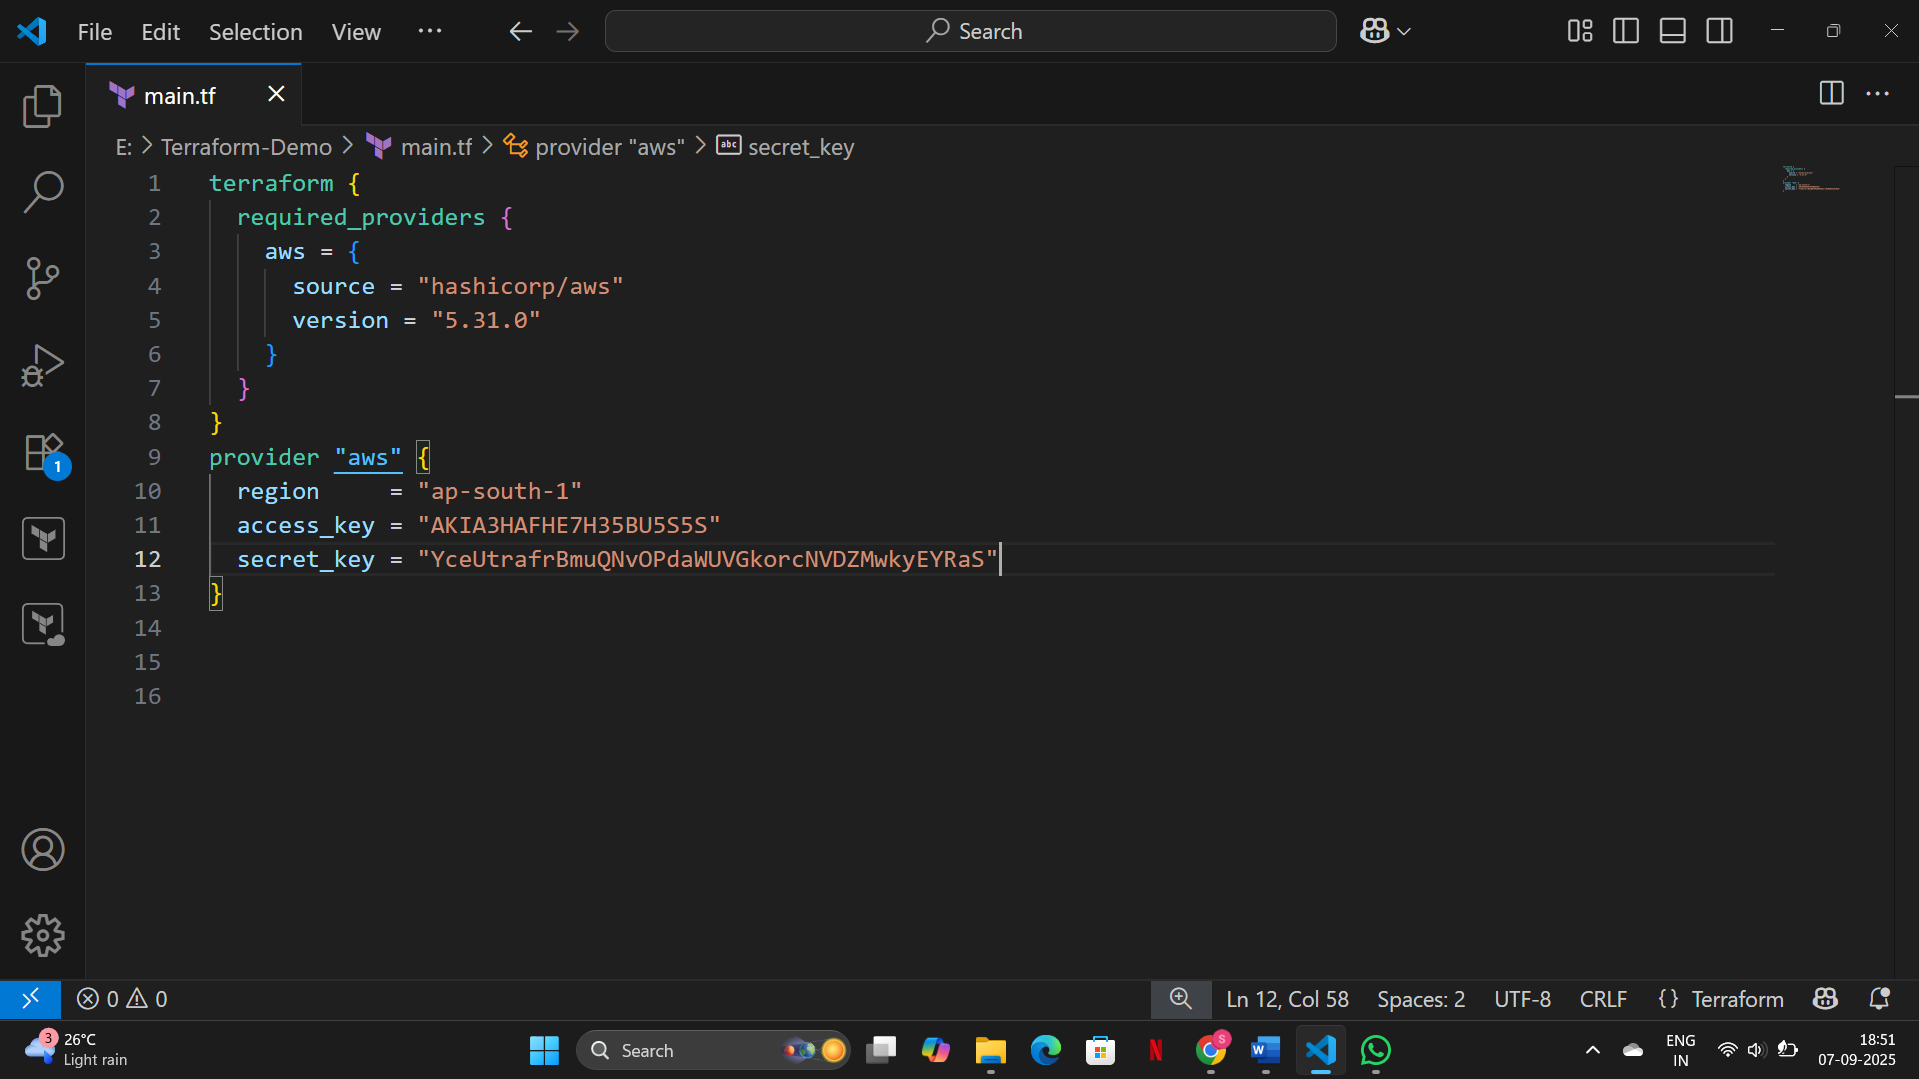 File Edit Selection View ··· Search
main.tf
E: > Terraform-Demo > main.tf > provider "aws" > abc secret_key
1 terraform {
2 required_providers {
3 aws = {
4 source = "hashicorp/aws"
5 version = "5.31.0"
6 }
7 }
8 }
9 provider "aws" {
10 region = "ap-south-1"
11 access_key = "AKIA3HAFHE7H35BU5S5S"
12 secret_key = "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"
13 }
14
15
16
1
0 0 Ln 12, Col 58 Spaces: 2 UTF-8 CRLF {} Terraform
3 26°C Search S N W ENG 18:51
Light rain IN 07-09-2025